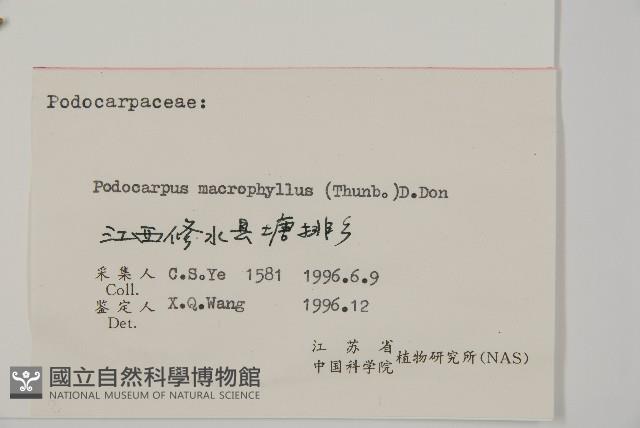 Podocarpaceae:
Podocarpus macrophyllus (Thunb.)D.Don
江西修水县塘排乡
采集人 C.S.Ye 1581 1996.6.9
Coll.
鉴定人 X.Q.Wang 1996.12
Det.
江苏省
中国科学院 植物研究所(NAS)
國立自然科學博物館
NATIONAL MUSEUM OF NATURAL SCIENCE